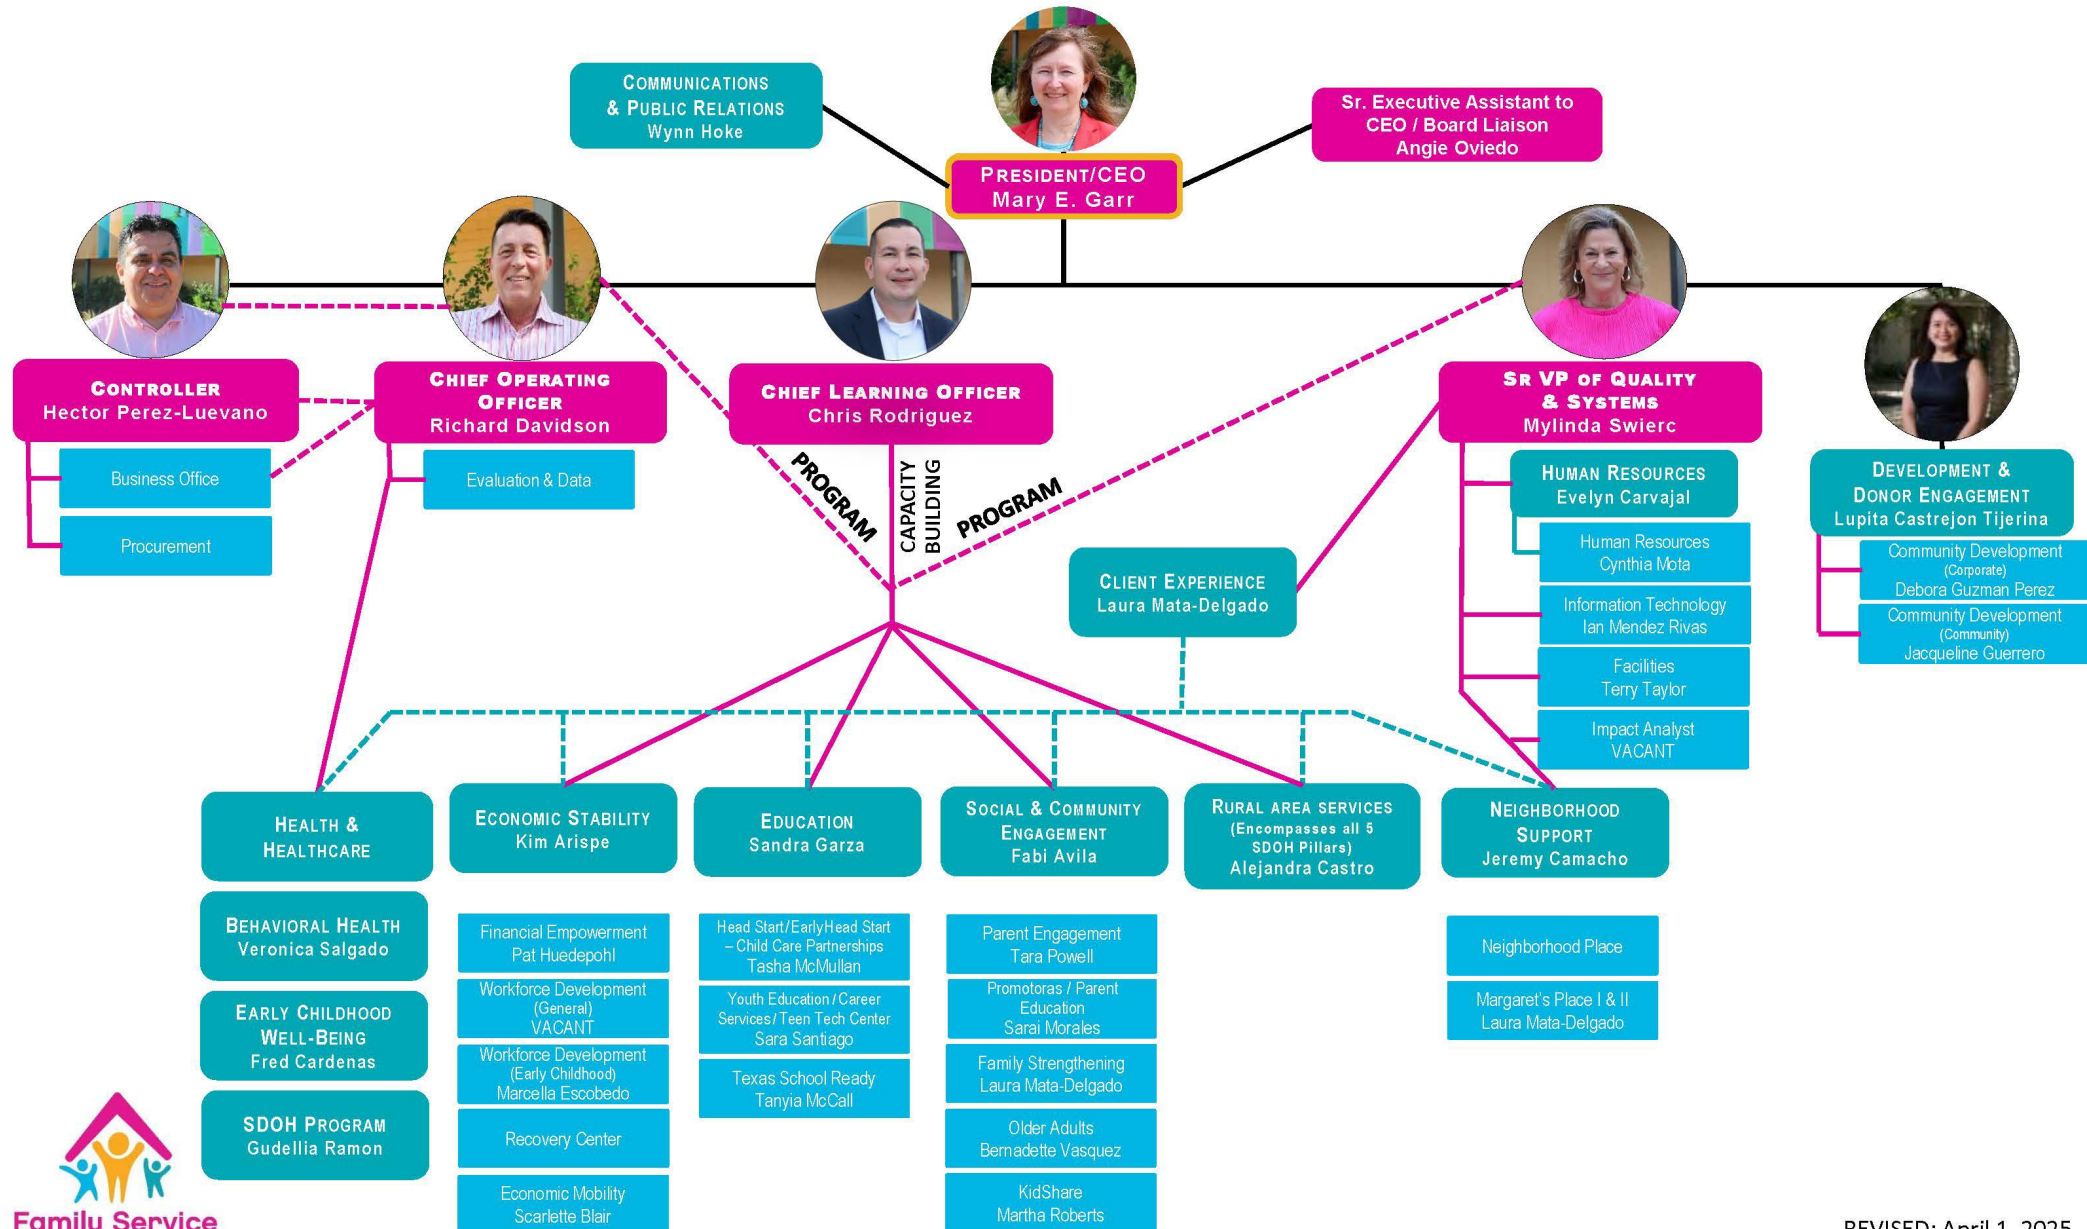 COMMUNICATIONS
& PUBLIC RELATIONS
Wynn Hoke
Sr. Executive Assistant to
CEO / Board Liaison
Angie Oviedo
PRESIDENT/CEO
Mary E. Garr
CONTROLLER
Hector Perez-Luevano
Business Office
Procurement
CHIEF OPERATING
OFFICER
Richard Davidson
Evaluation & Data
CHIEF LEARNING OFFICER
Chris Rodriguez
PROGRAM
CAPACITY
BUILDING
PROGRAM
SR VP OF QUALITY
& SYSTEMS
Mylinda Swierc
HUMAN RESOURCES
Evelyn Carvajal
Human Resources
Cynthia Mota
Information Technology
Ian Mendez Rivas
Facilities
Terry Taylor
Impact Analyst
VACANT
DEVELOPMENT &
DONOR ENGAGEMENT
Lupita Castrejon Tijerina
Community Development
(Corporate)
Debora Guzman Perez
Community Development
(Community)
Jacqueline Guerrero
CLIENT EXPERIENCE
Laura Mata-Delgado
HEALTH &
HEALTHCARE
BEHAVIORAL HEALTH
Veronica Salgado
EARLY CHILDHOOD
WELL-BEING
Fred Cardenas
SDOH PROGRAM
Gudellia Ramon
ECONOMIC STABILITY
Kim Arispe
Financial Empowerment
Pat Huedepohl
Workforce Development
(General)
VACANT
Workforce Development
(Early Childhood)
Marcella Escobedo
Recovery Center
Economic Mobility
Scarlette Blair
EDUCATION
Sandra Garza
Head Start/EarlyHead Start
– Child Care Partnerships
Tasha McMullan
Youth Education / Career
Services/ Teen Tech Center
Sara Santiago
Texas School Ready
Tanyia McCall
SOCIAL & COMMUNITY
ENGAGEMENT
Fabi Avila
Parent Engagement
Tara Powell
Promotoras / Parent
Education
Sarai Morales
Family Strengthening
Laura Mata-Delgado
Older Adults
Bernadette Vasquez
KidShare
Martha Roberts
RURAL AREA SERVICES
(Encompasses all 5
SDOH Pillars)
Alejandra Castro
NEIGHBORHOOD
SUPPORT
Jeremy Camacho
Neighborhood Place
Margaret's Place I & II
Laura Mata-Delgado
Family Service
REVISED: April 1, 2025